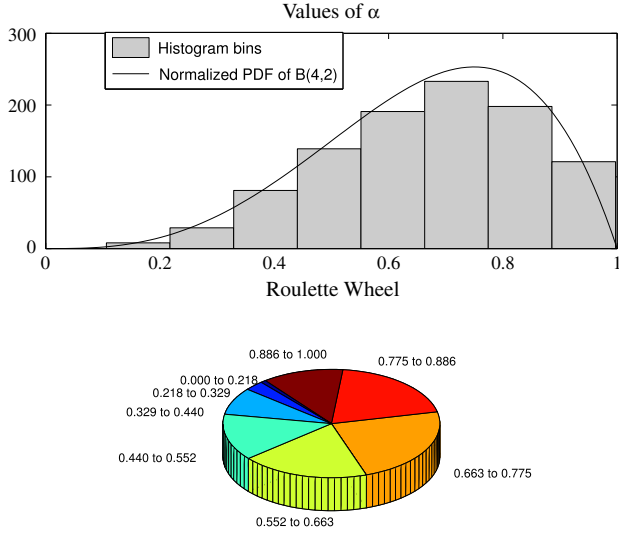 Values of α
300
Histogram bins
Normalized PDF of B(4,2)
200
100
0
0 0.2 0.4 0.6 0.8 1
Roulette Wheel
0.886 to 1.000
0.775 to 0.886
0.000 to 0.218
0.218 to 0.329
0.329 to 0.440
0.440 to 0.552
0.663 to 0.775
0.552 to 0.663